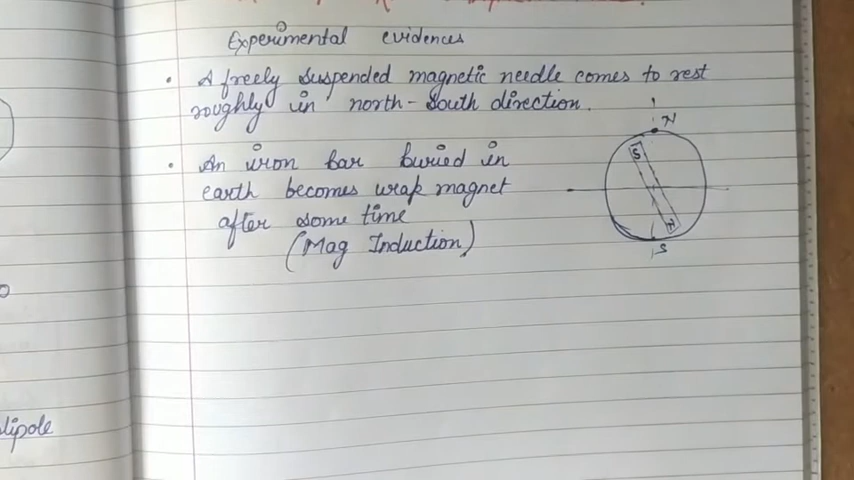 Experimental evidences
• A freely suspended magnetic needle comes to rest
roughly in north-South direction.
N
• An iron bar buried in
earth becomes weak magnet
after some time
(Mag Induction)
S
N
S
dipole